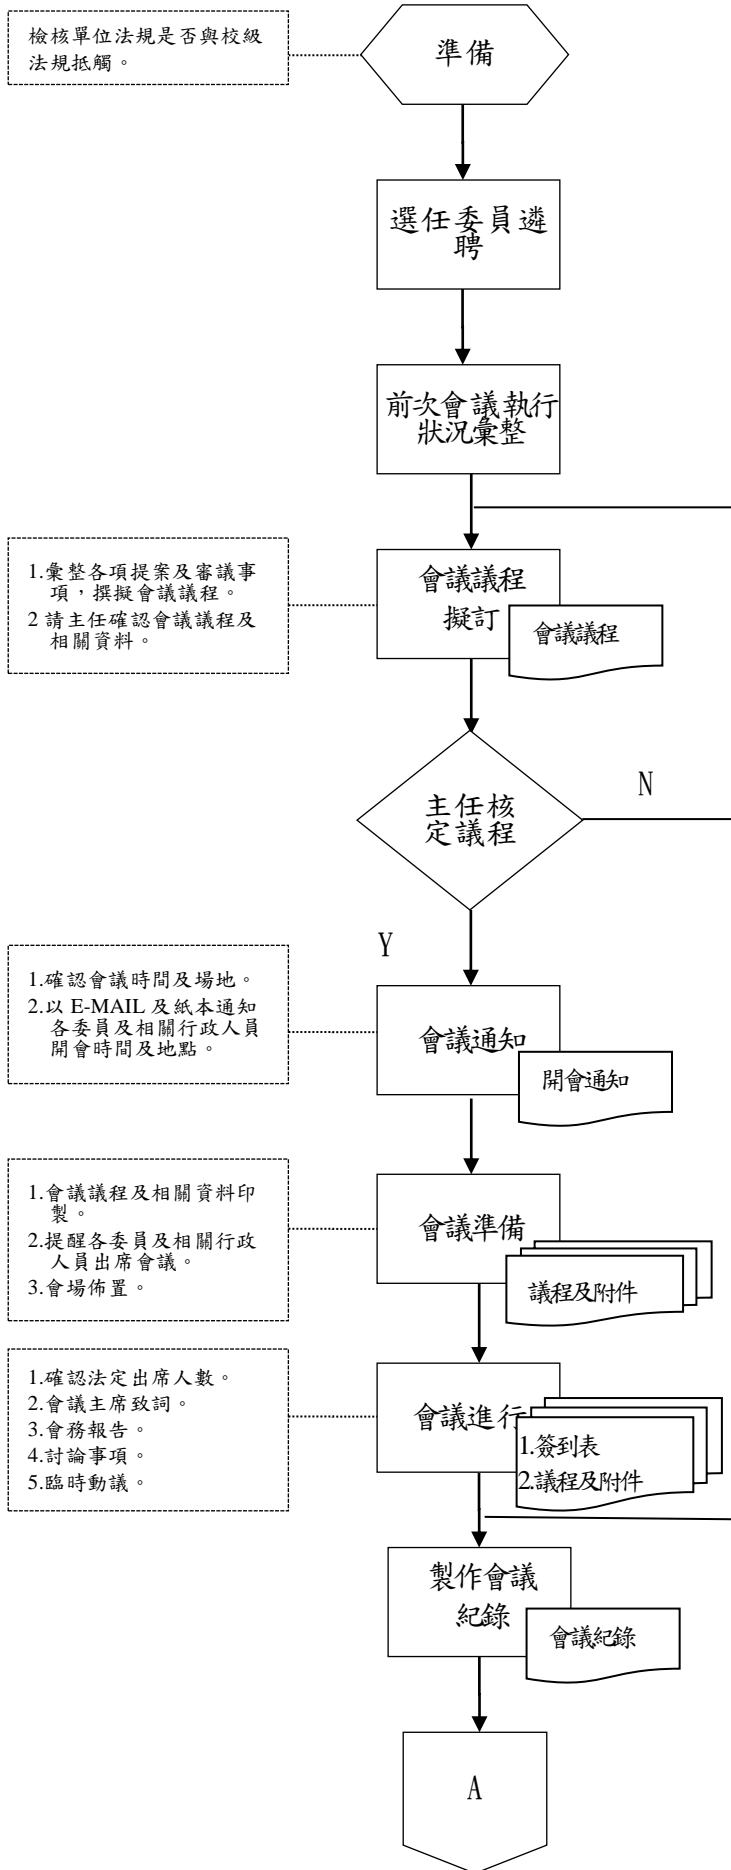 檢核單位法規是否與校級
法規抵觸。
準備
選任委員遴
聘
前次會議執行
狀況彙整
1.彙整各項提案及審議事
項，撰擬會議議程。
2 請主任確認會議議程及
相關資料。
會議議程
擬訂
會議議程
主任核
定議程
N
Y
1.確認會議時間及場地。
2.以 E-MAIL 及紙本通知
各委員及相關行政人員
開會時間及地點。
會議通知
開會通知
1.會議議程及相關資料印
製。
2.提醒各委員及相關行政
人員出席會議。
3.會場佈置。
會議準備
議程及附件
1.確認法定出席人數。
2.會議主席致詞。
3.會務報告。
4.討論事項。
5.臨時動議。
會議進行
1.簽到表
2.議程及附件
製作會議
紀錄
會議紀錄
A